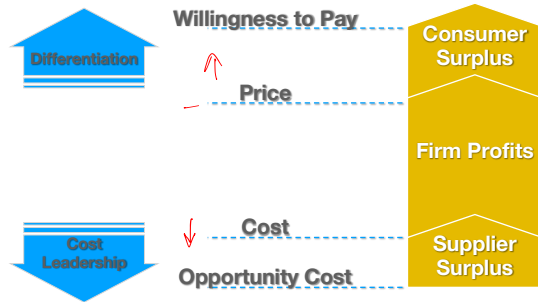 Willingness to Pay
Differentiation
Consumer
Surplus
Price
Firm Profits
Cost
Cost
Leadership
Supplier
Surplus
Opportunity Cost